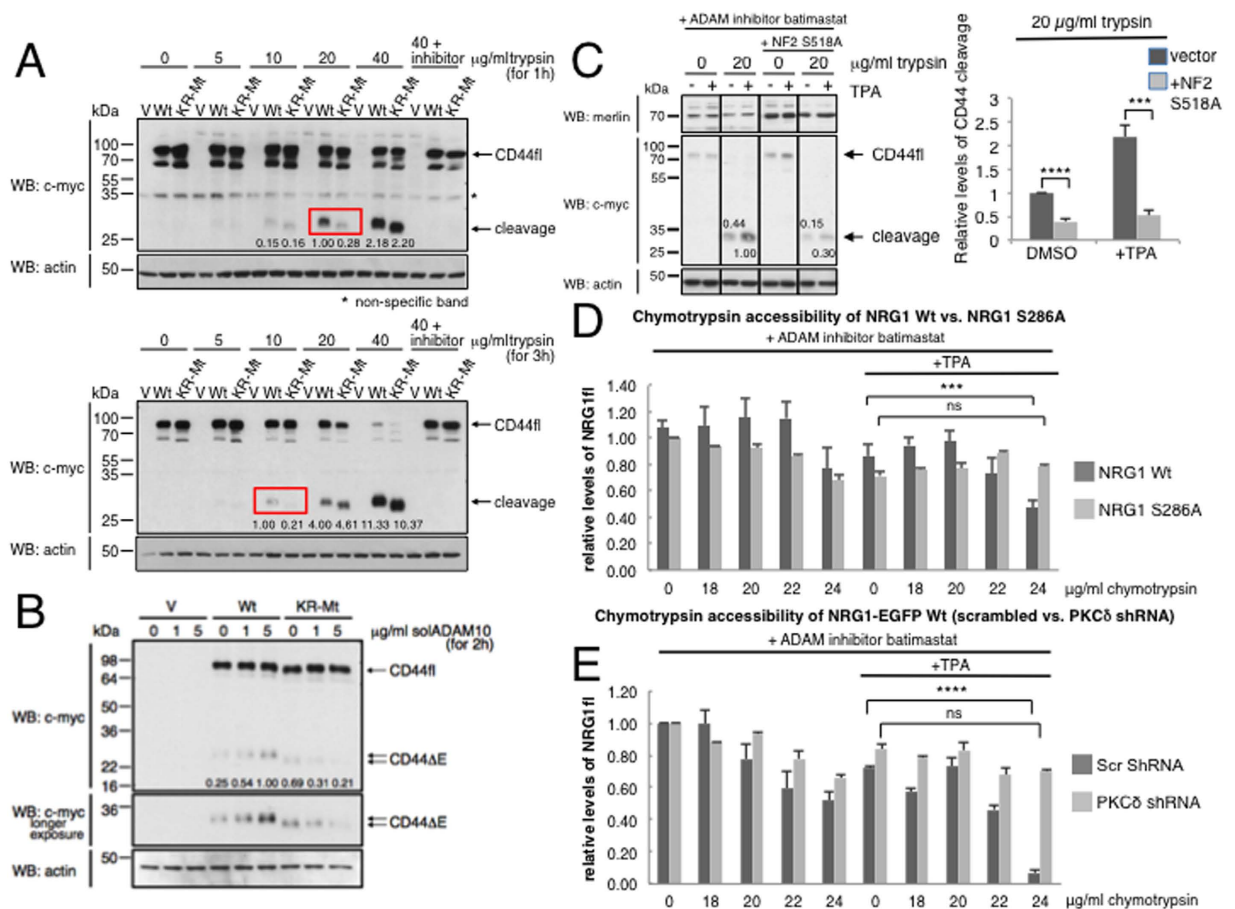 A
0 5 10 20 40 40 + inhibitor μg/mltrypsin (for 1h)
V Wt KR-Mt V Wt KR-Mt V Wt KR-Mt V Wt KR-Mt V Wt KR-Mt V Wt KR-Mt
kDa
100
70
55
35
25
WB: c-myc
CD44fl
*
cleavage
0.15 0.16 1.00 0.28 2.18 2.20
WB: actin 50
* non-specific band
0 5 10 20 40 40 + inhibitor μg/mltrypsin (for 3h)
V Wt KR-Mt V Wt KR-Mt V Wt KR-Mt V Wt KR-Mt V Wt KR-Mt V Wt KR-Mt
kDa
100
70
55
35
25
WB: c-myc
CD44fl
cleavage
1.00 0.21 4.00 4.61 11.33 10.37
WB: actin 50
B
V Wt KR-Mt
0 1 5 0 1 5 0 1 5 μg/ml solADAM10 (for 2h)
kDa
98
64
50
36
22
16
WB: c-myc
CD44fl
CD44ΔE
0.25 0.54 1.00 0.69 0.31 0.21
WB: c-myc longer exposure
36
22
CD44ΔE
WB: actin 50
C
+ ADAM inhibitor batimastat
+ NF2 S518A
0 20 0 20 μg/ml trypsin
- + - + - + - + TPA
kDa
WB: merlin 70
100
70
55
35
25
WB: c-myc
CD44fl
cleavage
0.44 0.15
1.00 0.30
WB: actin 50
20 μg/ml trypsin
vector
+NF2 S518A
Relative levels of CD44 cleavage
3
2.5
2
1.5
1
0.5
0
****
***
DMSO +TPA
D
Chymotrypsin accessibility of NRG1 Wt vs. NRG1 S286A
+ ADAM inhibitor batimastat
+TPA
***
ns
relative levels of NRG1fl
1.40
1.20
1.00
0.80
0.60
0.40
0.20
0.00
NRG1 Wt
NRG1 S286A
0 18 20 22 24 0 18 20 22 24 μg/ml chymotrypsin
Chymotrypsin accessibility of NRG1-EGFP Wt (scrambled vs. PKCδ shRNA)
E
+ ADAM inhibitor batimastat
+TPA
****
ns
relative levels of NRG1fl
1.20
1.00
0.80
0.60
0.40
0.20
0.00
Scr ShRNA
PKCδ shRNA
0 18 20 22 24 0 18 20 22 24 μg/ml chymotrypsin